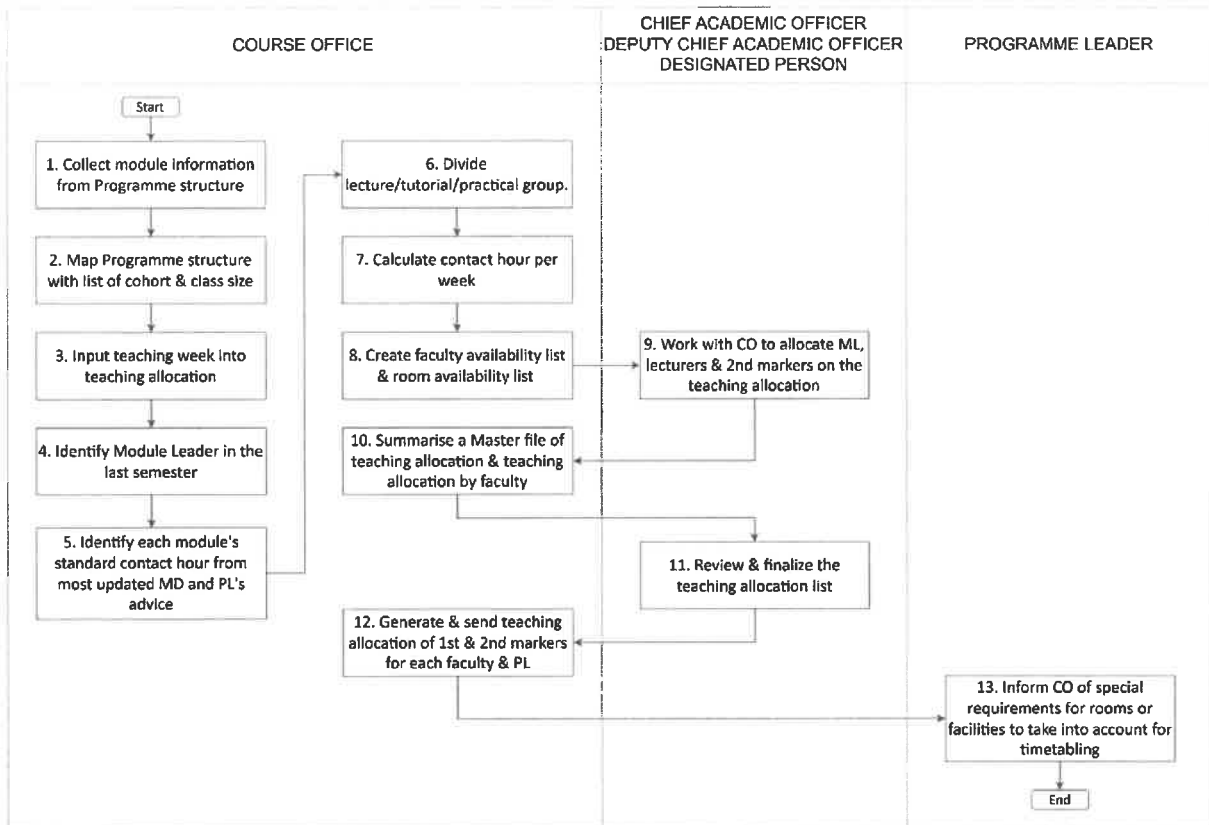 COURSE OFFICE
CHIEF ACADEMIC OFFICER
DEPUTY CHIEF ACADEMIC OFFICER
DESIGNATED PERSON
PROGRAMME LEADER
Start
1. Collect module information
from Programme structure
2. Map Programme structure
with list of cohort & class size
3. Input teaching week into
teaching allocation
4. Identify Module Leader in the
last semester
5. Identify each module's
standard contact hour from
most updated MD and PL's
advice
6. Divide
lecture/tutorial/practical group.
7. Calculate contact hour per
week
8. Create faculty availability list
& room availability list
9. Work with CO to allocate ML,
lecturers & 2nd markers on the
teaching allocation
10. Summarise a Master file of
teaching allocation & teaching
allocation by faculty
11. Review & finalize the
teaching allocation list
12. Generate & send teaching
allocation of 1st & 2nd markers
for each faculty & PL
13. Inform CO of special
requirements for rooms or
facilities to take into account for
timetabling
End